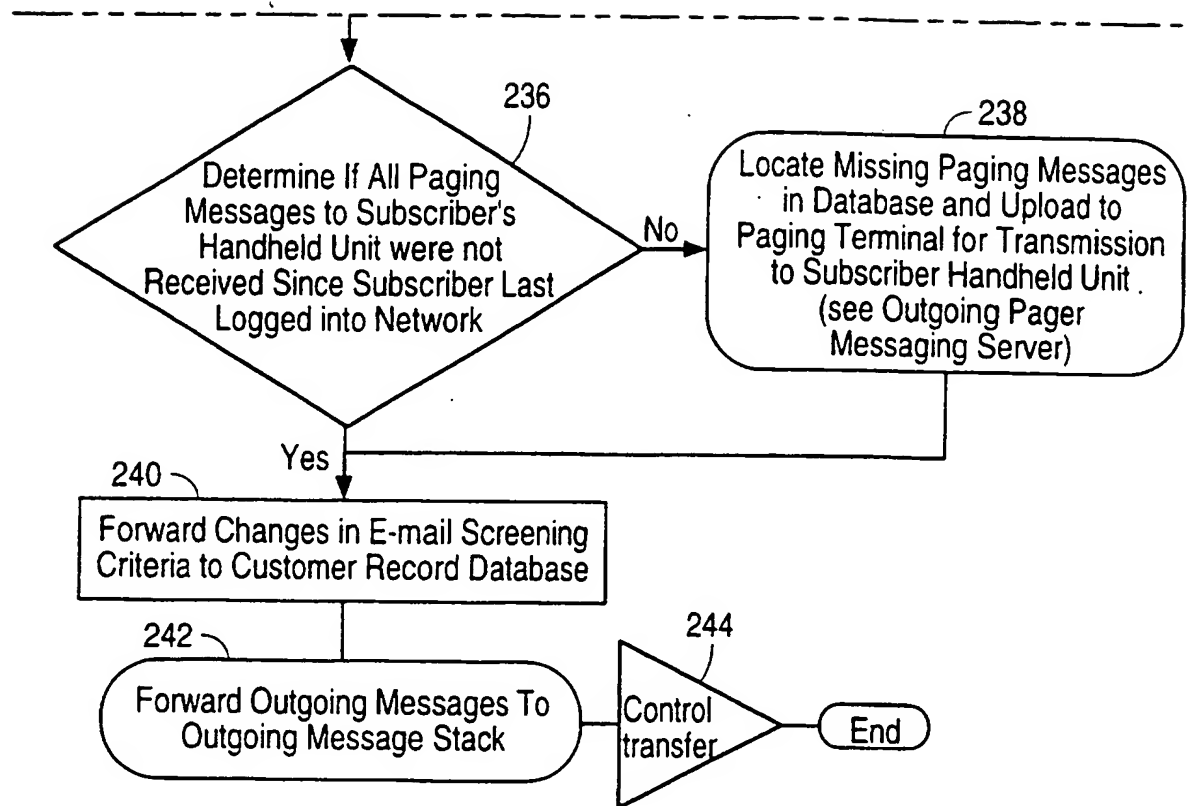 236
Determine If All Paging
Messages to Subscriber's
Handheld Unit were not
Received Since Subscriber Last
Logged into Network
No
238
Locate Missing Paging Messages
in Database and Upload to
Paging Terminal for Transmission
to Subscriber Handheld Unit
(see Outgoing Pager
Messaging Server)
Yes
240
Forward Changes in E-mail Screening
Criteria to Customer Record Database
242
Forward Outgoing Messages To
Outgoing Message Stack
244
Control
transfer
End